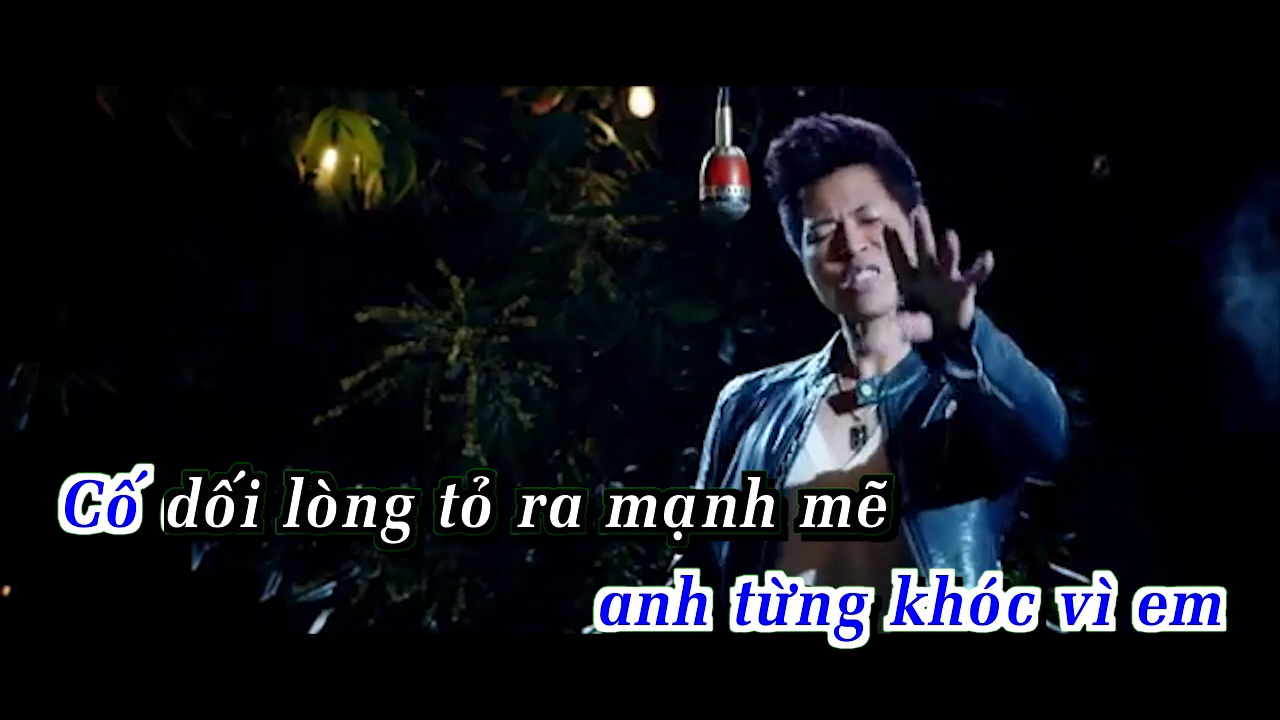 Cố dối lòng tỏ ra mạnh mẽ
anh từng khóc vì em